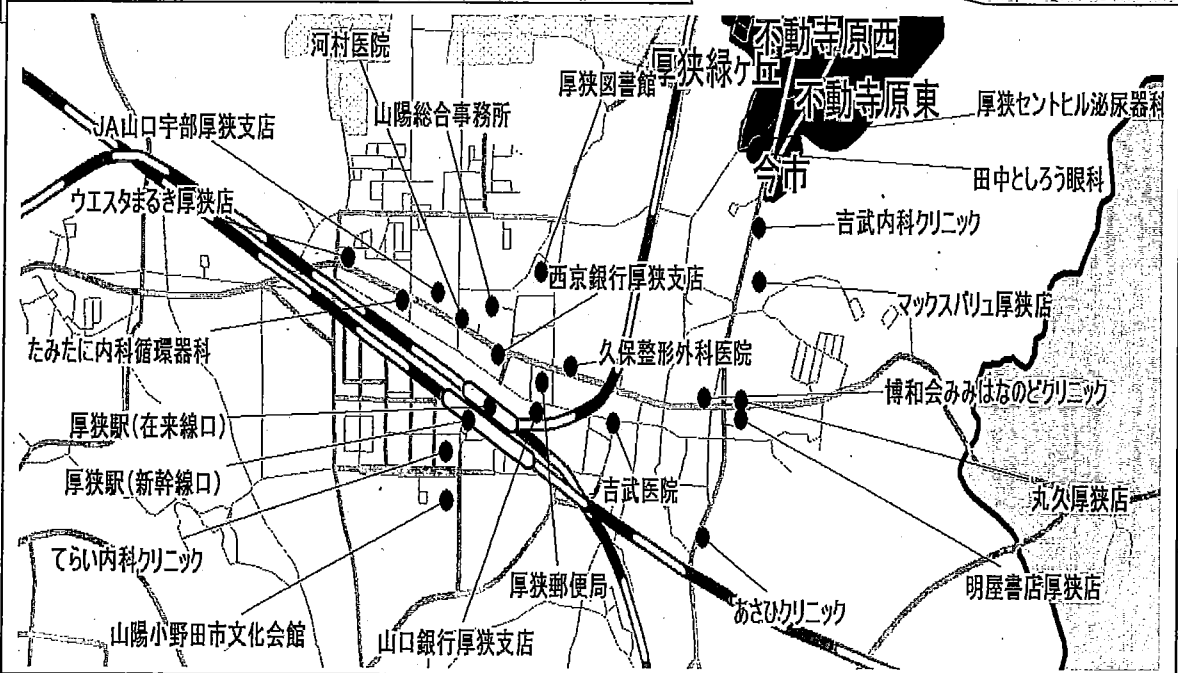 不動寺原西
河村医院
厚狭緑ヶ丘
厚狭図書館
不動寺原東
厚狭セントヒル泌尿器科
山陽総合事務所
JA山口宇部厚狭支店
今市
田中としろう眼科
ウエスタまるき厚狭店
吉武内科クリニック
西京銀行厚狭支店
マックスバリュ厚狭店
たみたに内科循環器科
久保整形外科医院
博和会みみはなのどクリニック
厚狭駅(在来線口)
厚狭駅(新幹線口)
吉武医院
丸久厚狭店
てらい内科クリニック
厚狭郵便局
明屋書店厚狭店
あさひクリニック
山陽小野田市文化会館
山口銀行厚狭支店